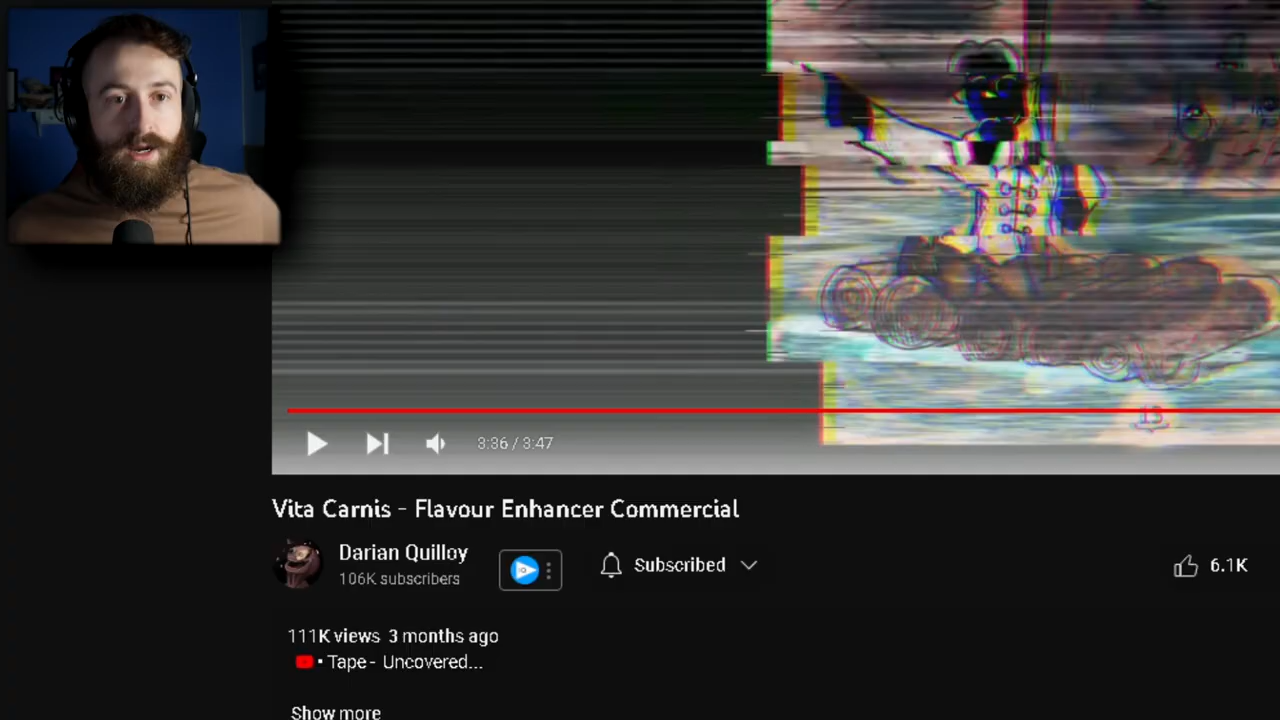 3:36 / 3:47
Vita Carnis - Flavour Enhancer Commercial
Darian Quilloy
106K subscribers
Subscribed
6.1K
111K views 3 months ago
• Tape - Uncovered...
Show more